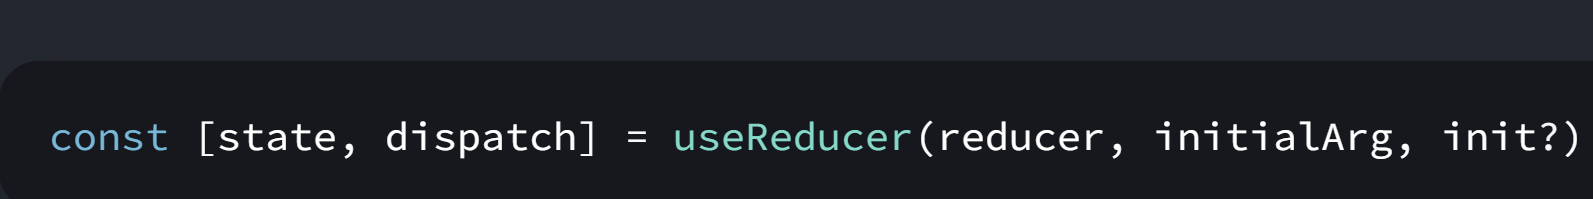 const [state, dispatch] = useReducer(reducer, initialArg, init?)